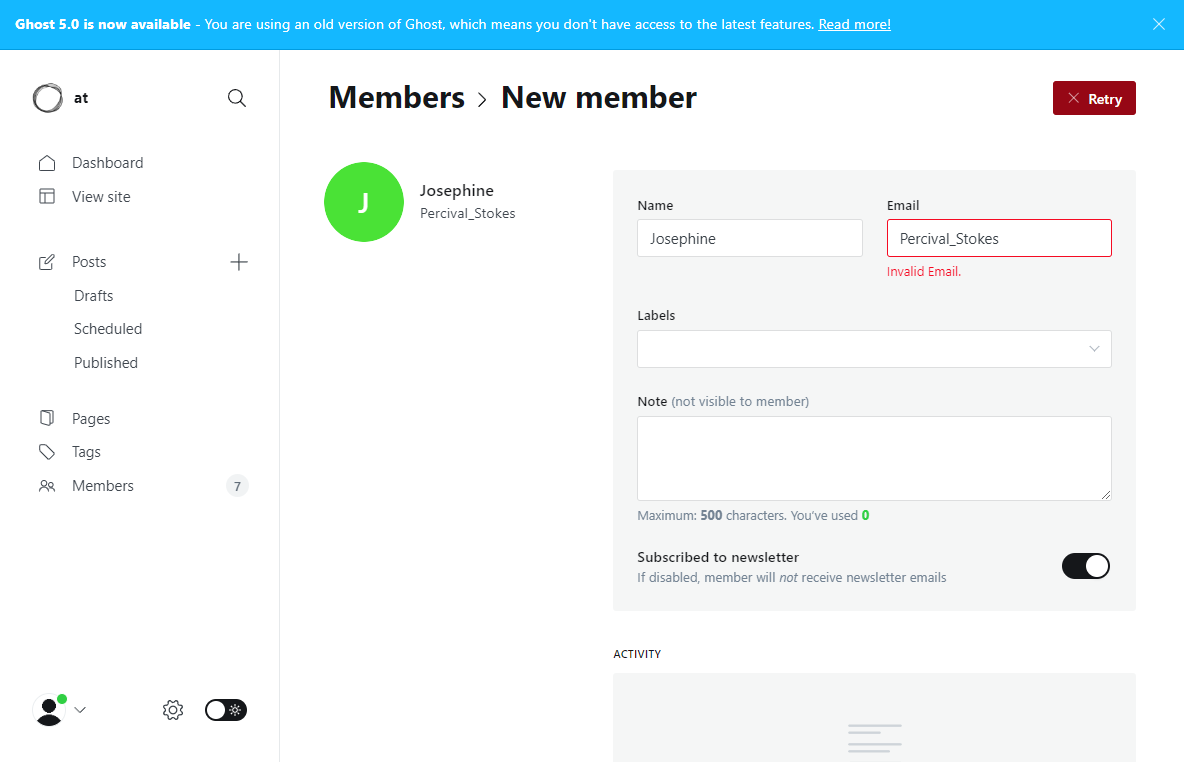 Ghost 5.0 is now available - You are using an old version of Ghost, which means you don't have access to the latest features. Read more!
at
Members > New member
Retry
Dashboard
View site
Posts
Drafts
Scheduled
Published
Pages
Tags
Members 7
J
Josephine
Percival_Stokes
Name
Josephine
Email
Percival_Stokes
Invalid Email.
Labels
Note (not visible to member)
Maximum: 500 characters. You've used 0
Subscribed to newsletter
If disabled, member will not receive newsletter emails
ACTIVITY